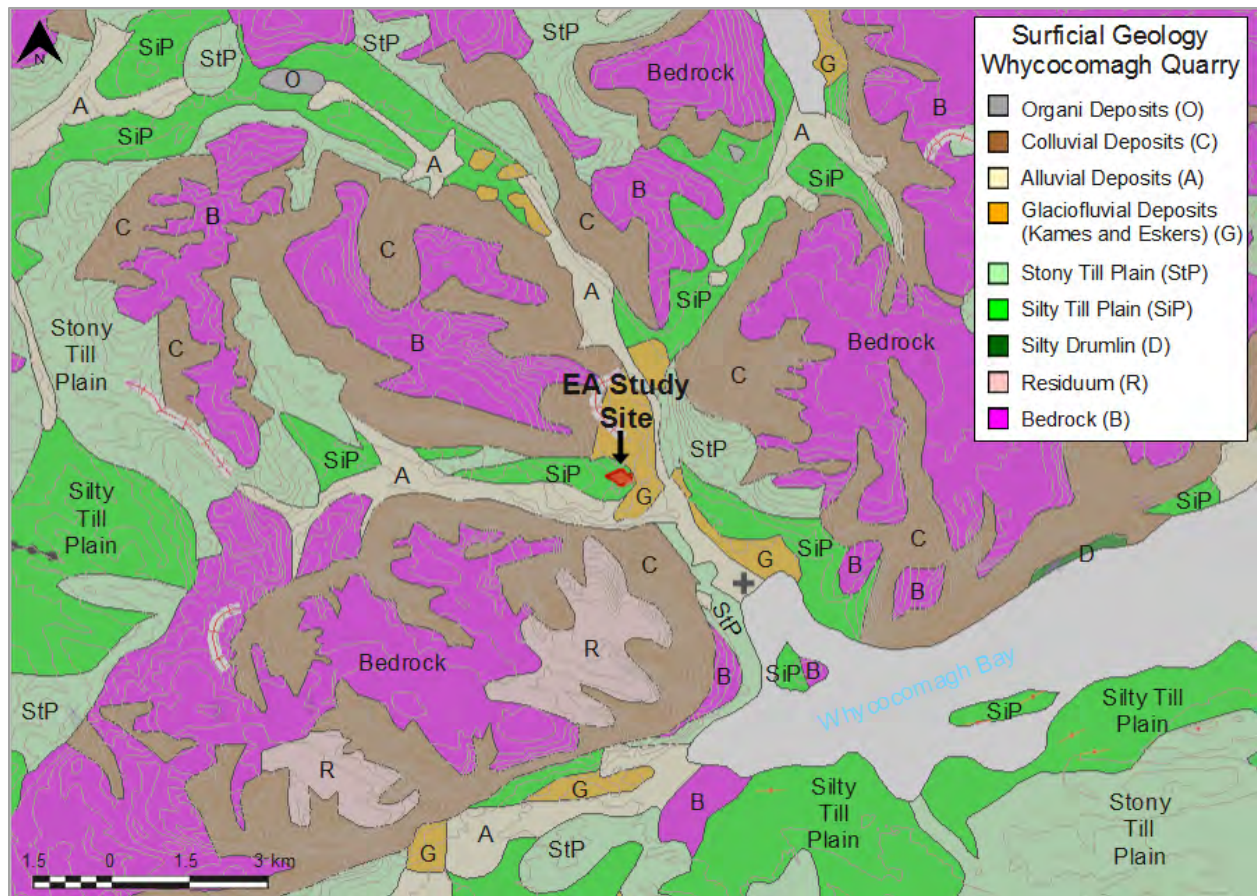 Surficial Geology
Whycocomagh Quarry
Organi Deposits (O)
Colluvial Deposits (C)
Alluvial Deposits (A)
Glaciofluvial Deposits
(Kames and Eskers) (G)
Stony Till Plain (StP)
Silty Till Plain (SiP)
Silty Drumlin (D)
Residuum (R)
Bedrock (B)
N
SiP
StP
StP
StP
G
O
Bedrock
B
A
SiP
A
A
SiP
B
C
B
C
C
A
SiP
Stony
Till
Plain
C
B
C
Bedrock
EA Study
Site
StP
SiP
A
SiP
G
SiP
Silty
Till
Plain
SiP
C
G
B
C
D
B
StP
R
Bedrock
B
SiP
B
Whycocomagh Bay
SiP
Silty Till
Plain
StP
R
G
B
Silty
Till
Plain
Stony
Till
Plain
A
StP
G
1.5 0 1.5 3 km